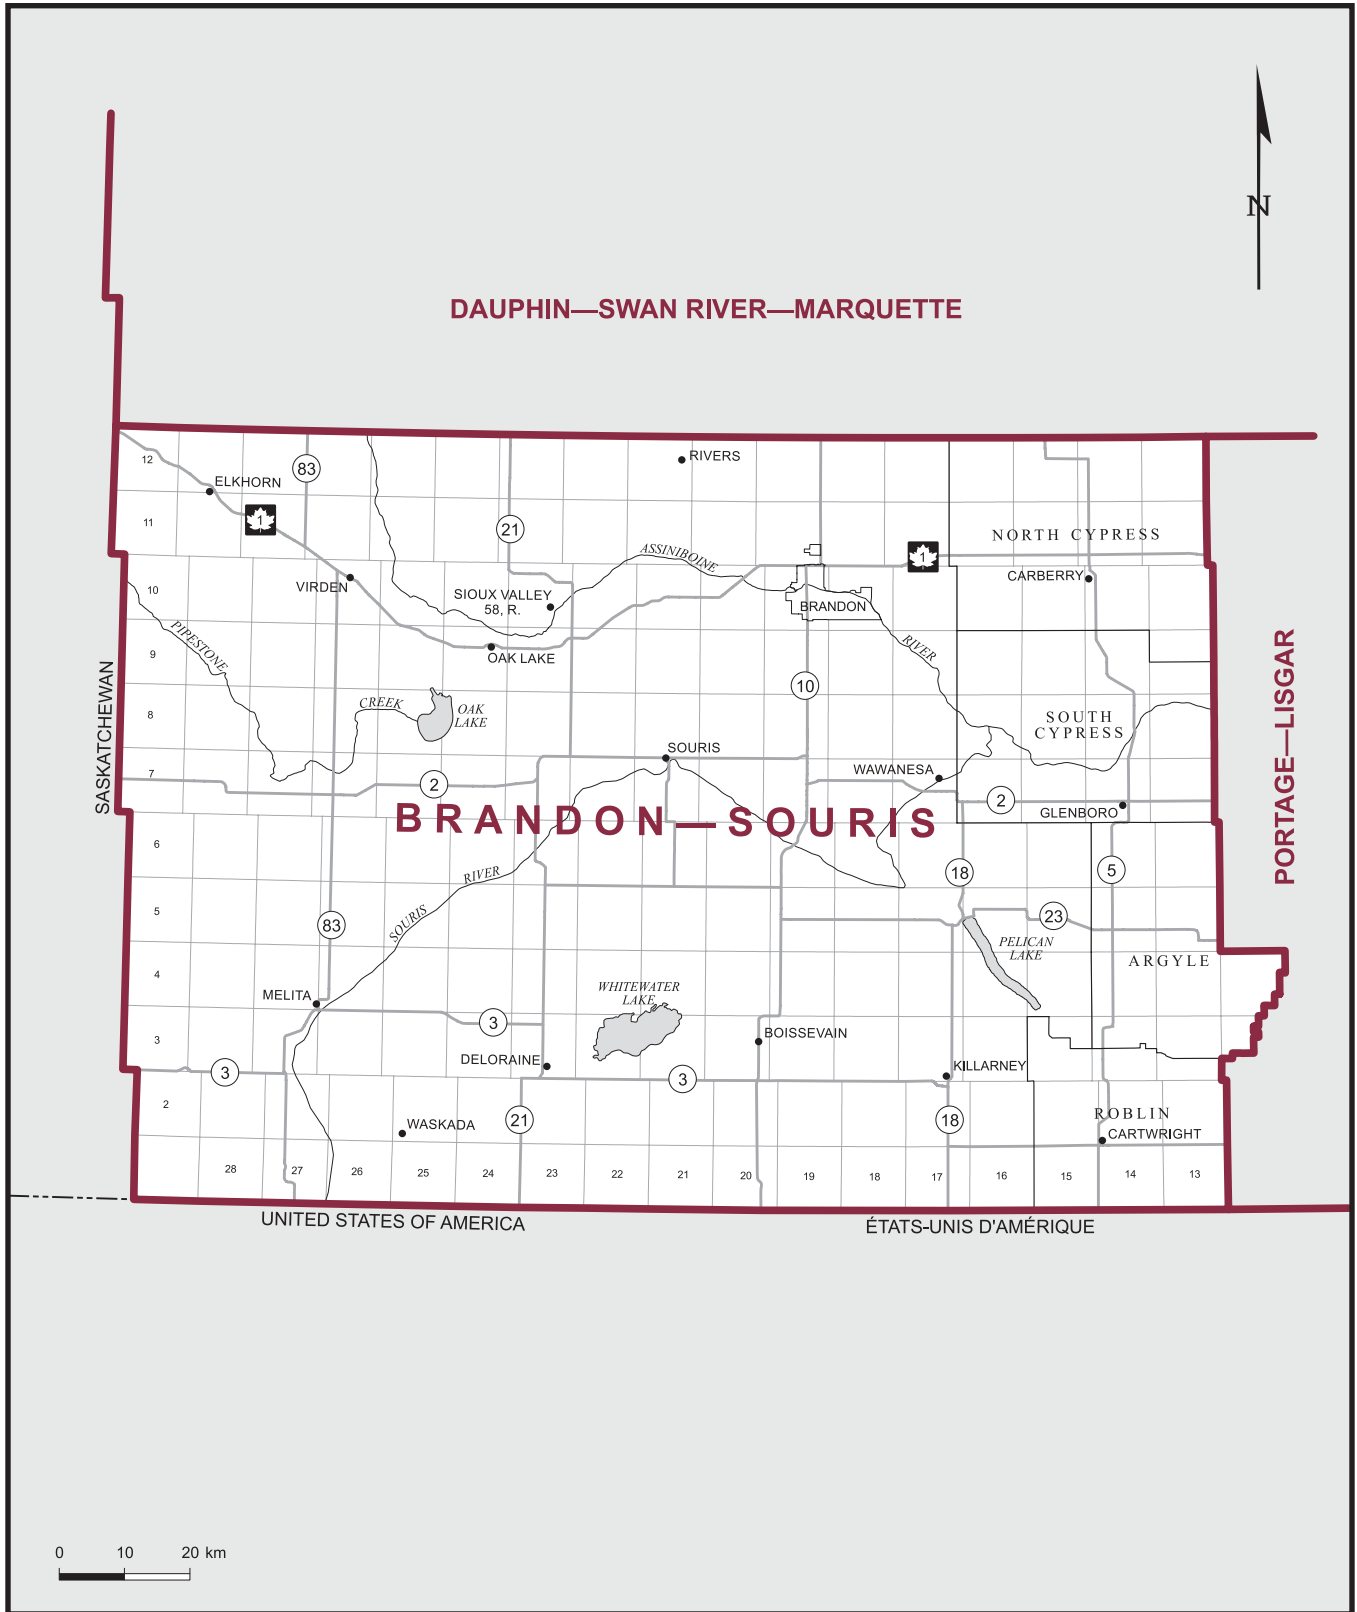 N
DAUPHIN—SWAN RIVER—MARQUETTE
RIVERS
12
83
ELKHORN
11
1
21
NORTH CYPRESS
ASSINIBOINE
1
VIRDEN
CARBERRY
10
SIOUX VALLEY
58, R.
BRANDON
PIPESTONE
RIVER
9
OAK LAKE
SASKATCHEWAN
PORTAGE—LISGAR
10
CREEK
OAK
LAKE
8
SOUTH
CYPRESS
SOURIS
7
WAWANESA
2
2
GLENBORO
BRANDON—SOURIS
6
RIVER
18
5
5
SOURIS
83
23
PELICAN
LAKE
ARGYLE
4
WHITEWATER
LAKE
MELITA
3
BOISSEVAIN
3
DELORAINE
KILLARNEY
3
3
2
21
18
ROBLIN
WASKADA
CARTWRIGHT
28
27
26
25
24
23
22
21
20
19
18
17
16
15
14
13
UNITED STATES OF AMERICA
ÉTATS-UNIS D'AMÉRIQUE
0 10 20 km